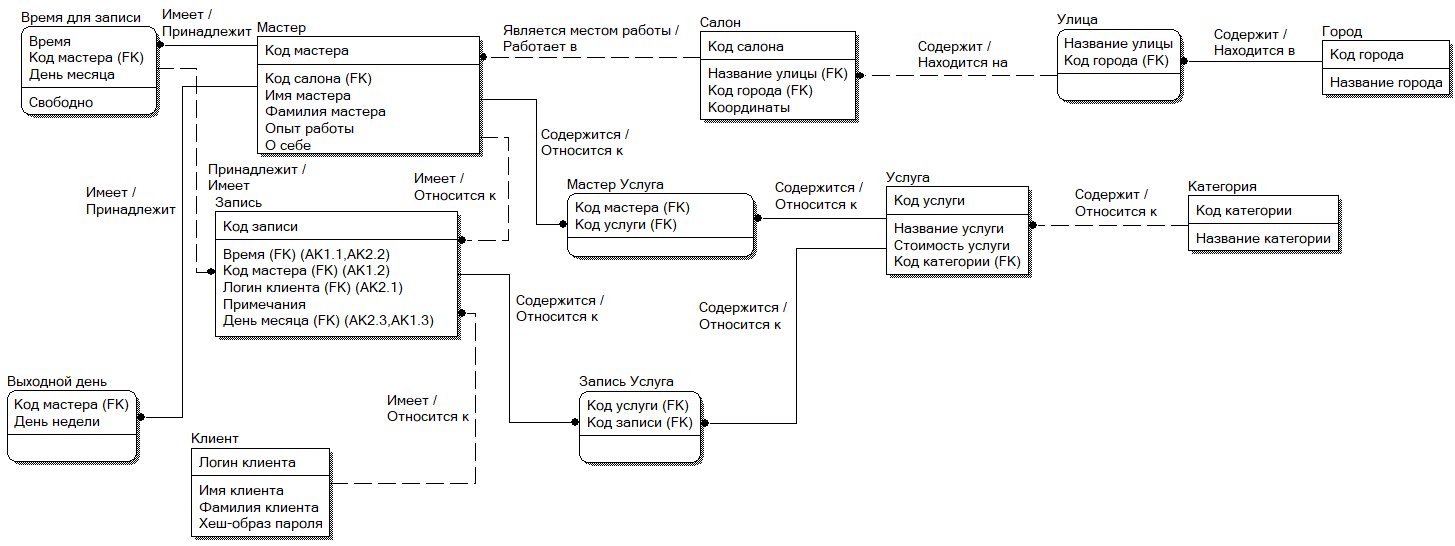 Время для записи
Время
Код мастера (FK)
День месяца
Свободно
Имеет /
Принадлежит
Мастер
Код мастера
Код салона (FK)
Имя мастера
Фамилия мастера
Опыт работы
О себе
Является местом работы /
Работает в
Салон
Код салона
Название улицы (FK)
Код города (FK)
Координаты
Содержит /
Находится на
Улица
Название улицы
Код города (FK)
Содержит /
Находится в
Город
Код города
Название города
Имеет /
Принадлежит
Принадлежит /
Имеет
Запись
Код записи
Время (FK) (AK1.1,AK2.2)
Код мастера (FK) (AK1.2)
Логин клиента (FK) (AK2.1)
Примечания
День месяца (FK) (AK2.3,AK1.3)
Имеет /
Относится к
Содержится /
Относится к
Мастер Услуга
Код мастера (FK)
Код услуги (FK)
Содержится /
Относится к
Услуга
Код услуги
Название услуги
Стоимость услуги
Код категории (FK)
Содержит /
Относится к
Категория
Код категории
Название категории
Содержится /
Относится к
Содержится /
Относится к
Выходной день
Код мастера (FK)
День недели
Имеет /
Относится к
Запись Услуга
Код услуги (FK)
Код записи (FK)
Клиент
Логин клиента
Имя клиента
Фамилия клиента
Хеш-образ пароля